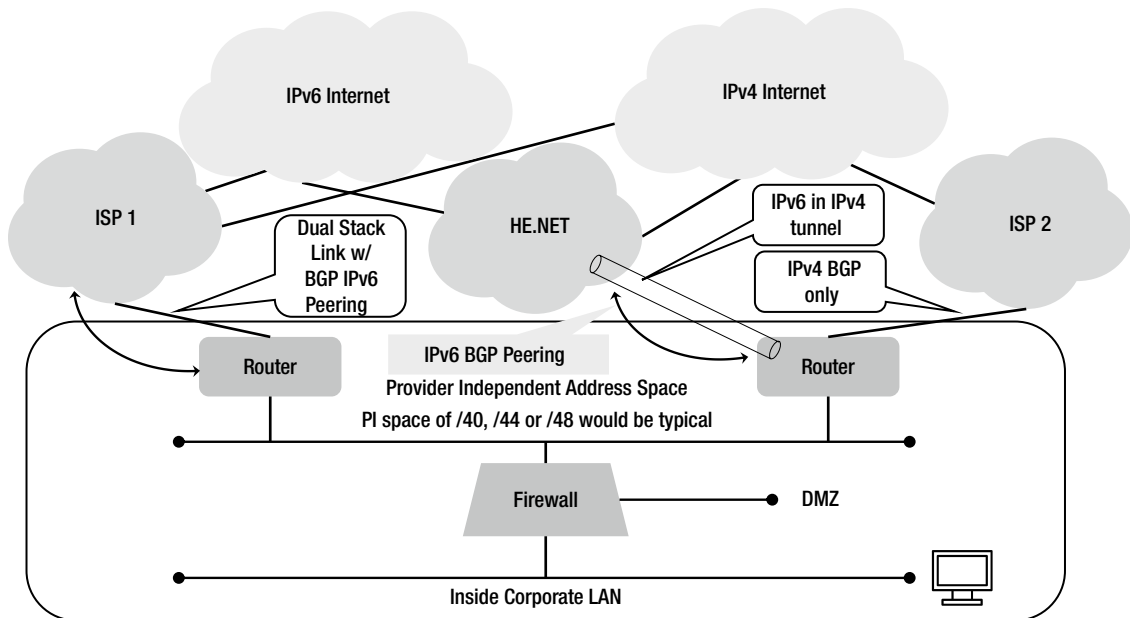 IPv6 Internet
IPv4 Internet
ISP 1
HE.NET
ISP 2
Dual Stack
Link w/
BGP IPv6
Peering
IPv6 in IPv4
tunnel
IPv4 BGP
only
Router
IPv6 BGP Peering
Router
Provider Independent Address Space
PI space of /40, /44 or /48 would be typical
Firewall
DMZ
Inside Corporate LAN